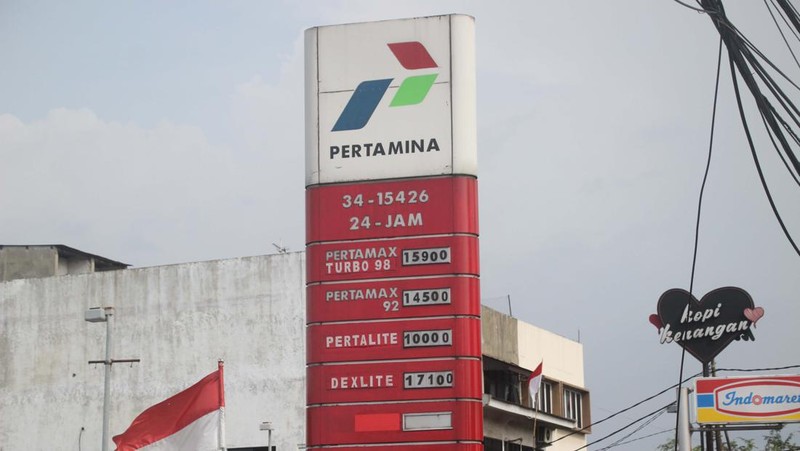 PERTAMINA
34-15426
24-JAM
PERTAMAX
TURBO 98 15900
PERTAMAX
92 14500
PERTALITE 10000
DEXLITE 17100
kopi
kenangan
Indomaret